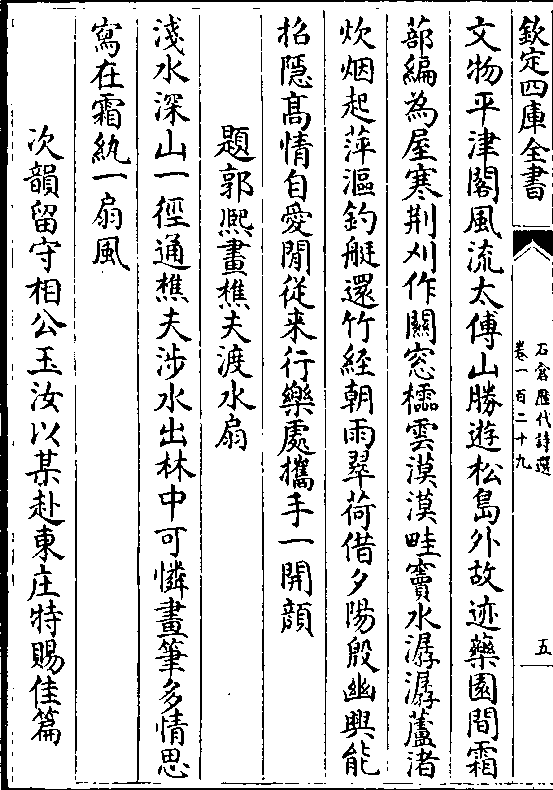 欽定四庫全書
石倉歷代詩選
卷一百二十九
五
文物平津閣風流太傅山勝遊松島外故迹藥園間霜
蔀編為屋寒荆刈作關窓櫺雲漠漠畦竇水潺潺蘆渚
炊烟起萍漚釣艇還竹經朝雨翠荷借夕陽殷幽興能
招隱髙情自愛閒從来行藥處攜手一開顔
題郭熙畫樵夫渡水扇
淺水深山一徑通樵夫涉水出林中可憐畫筆多情思
寫在霜紈一扇風
次韻留守相公玉汝以某赴東庄特賜佳篇